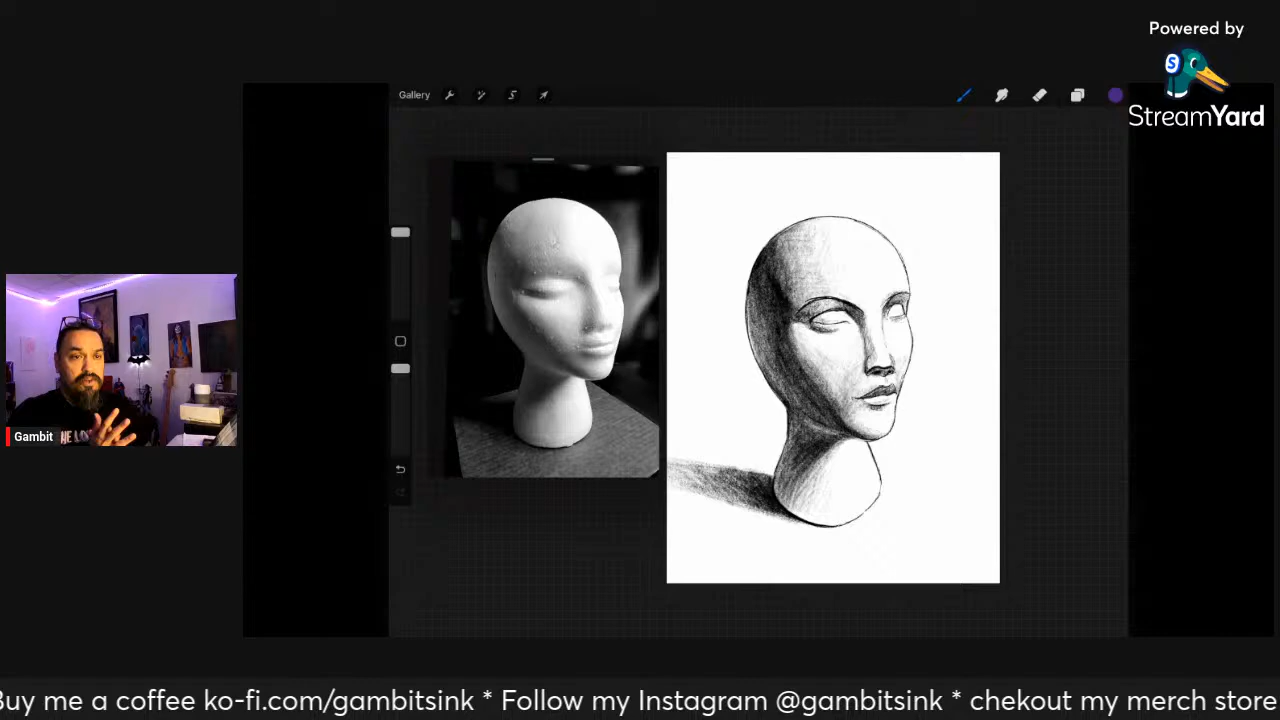 Powered by
StreamYard
Gallery
Gambit
Buy me a coffee ko-fi.com/gambitsink * Follow my Instagram @gambitsink * chekout my merch store